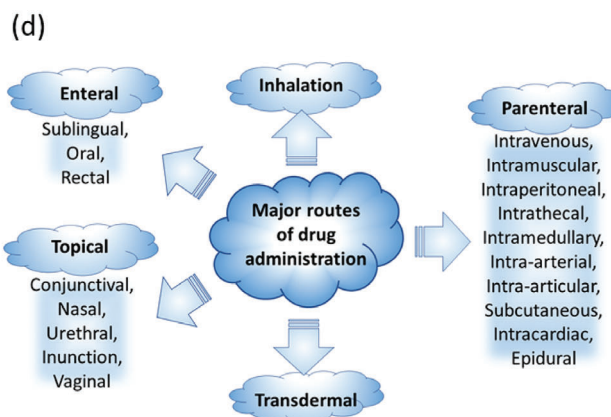 (d)
Enteral
Sublingual,
Oral,
Rectal
Inhalation
Parenteral
Intravenous,
Intramuscular,
Intraperitoneal,
Intrathecal,
Intramedullary,
Intra-arterial,
Intra-articular,
Subcutaneous,
Intracardiac,
Epidural
Major routes
of drug
administration
Topical
Conjunctival,
Nasal,
Urethral,
Inunction,
Vaginal
Transdermal